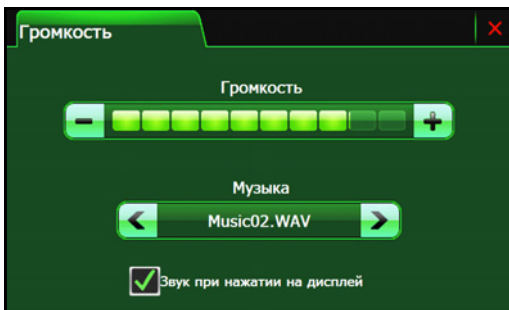 Громкость
Громкость
Музыка
Music02.WAV
Звук при нажатии на дисплей